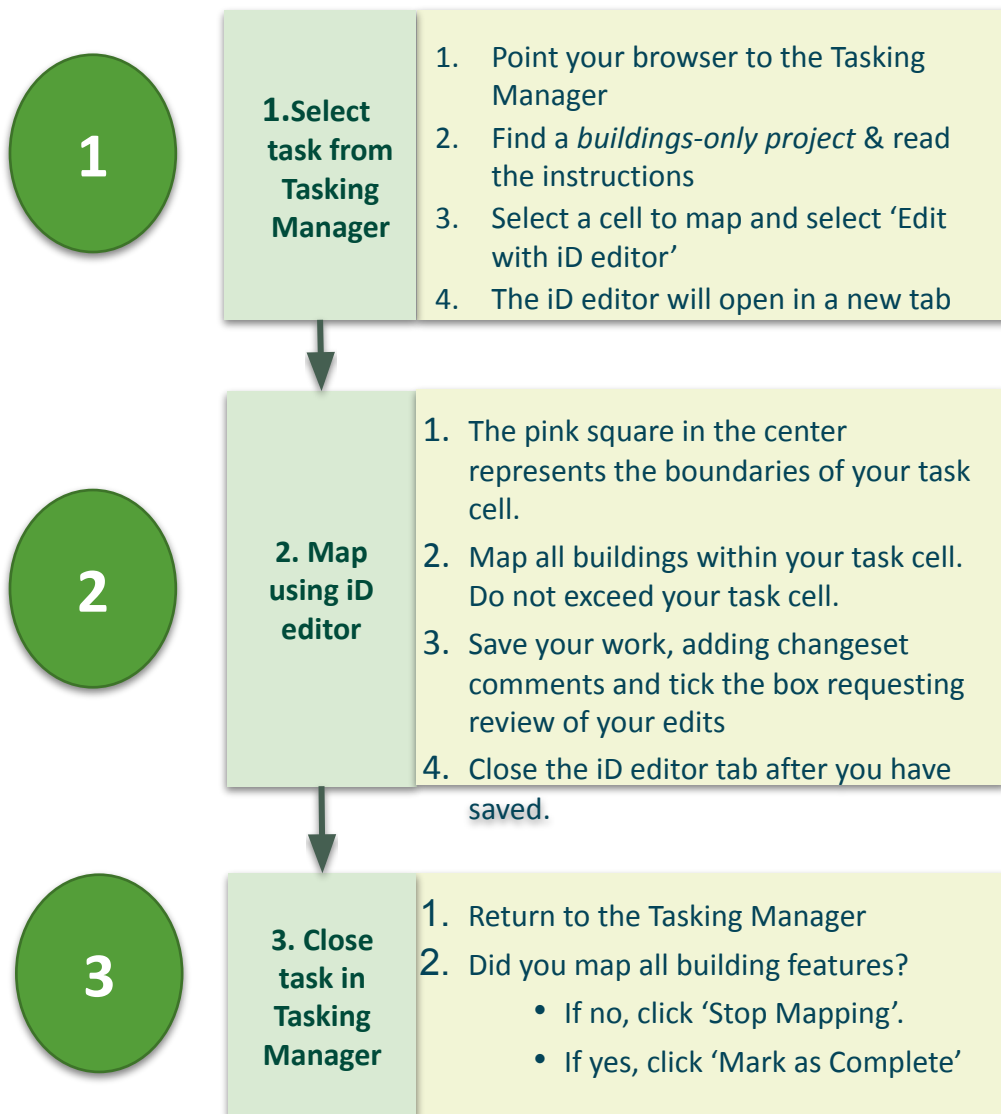 1
1.Select
task from
Tasking
Manager
1. Point your browser to the Tasking
Manager
2. Find a buildings-only project & read
the instructions
3. Select a cell to map and select ‘Edit
with iD editor’
4. The iD editor will open in a new tab
2
2. Map
using iD
editor
1. The pink square in the center
represents the boundaries of your task
cell.
2. Map all buildings within your task cell.
Do not exceed your task cell.
3. Save your work, adding changeset
comments and tick the box requesting
review of your edits
4. Close the iD editor tab after you have
saved.
3
3. Close
task in
Tasking
Manager
1. Return to the Tasking Manager
2. Did you map all building features?
• If no, click ‘Stop Mapping’.
• If yes, click ‘Mark as Complete’